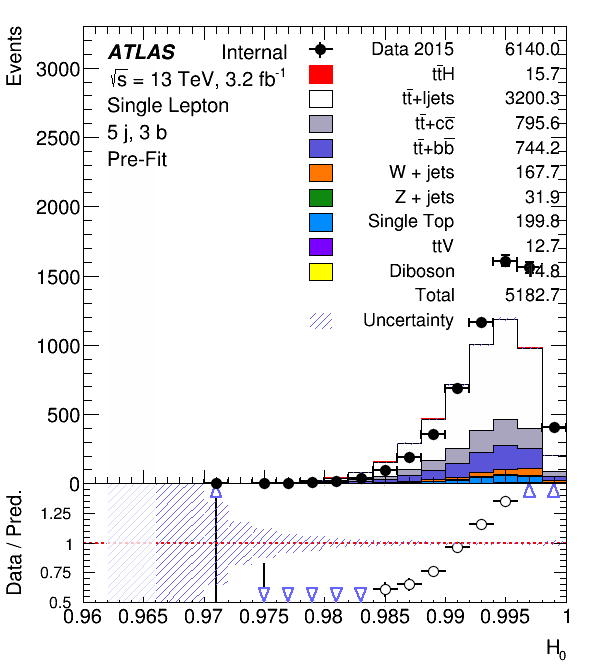 Events
ATLAS Internal
√s = 13 TeV, 3.2 fb⁻¹
Single Lepton
5 j, 3 b
Pre-Fit
Data 2015 6140.0
tt̄H 15.7
tt̄+ljets 3200.3
tt̄+cc̄ 795.6
tt̄+bb̄ 744.2
W + jets 167.7
Z + jets 31.9
Single Top 199.8
ttV 12.7
Diboson 14.8
Total 5182.7
Uncertainty
3000
2500
2000
1500
1000
500
0
Data / Pred.
1.25
1
0.75
0.5
0.96 0.965 0.97 0.975 0.98 0.985 0.99 0.995 1
H₀